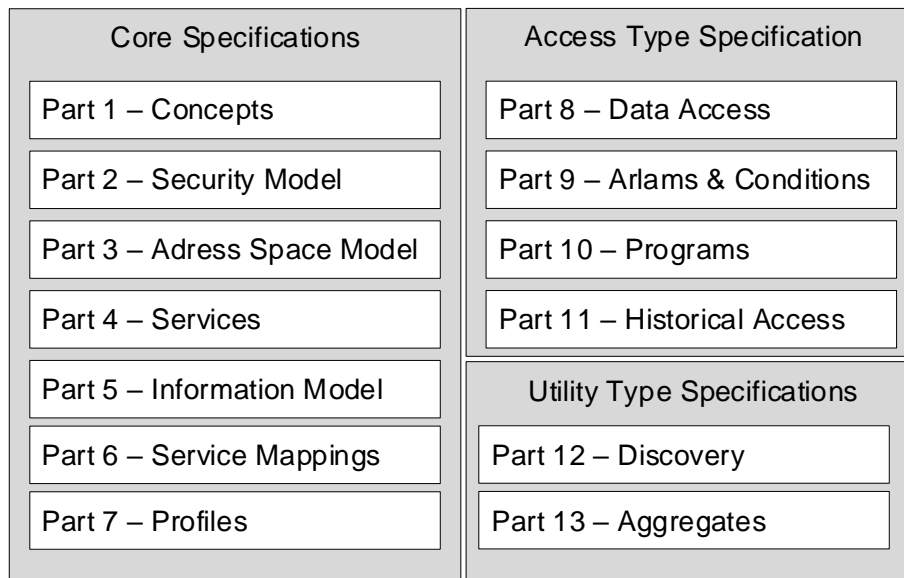 Core Specifications
Part 1 – Concepts
Part 2 – Security Model
Part 3 – Adress Space Model
Part 4 – Services
Part 5 – Information Model
Part 6 – Service Mappings
Part 7 – Profiles
Access Type Specification
Part 8 – Data Access
Part 9 – Arlams & Conditions
Part 10 – Programs
Part 11 – Historical Access
Utility Type Specifications
Part 12 – Discovery
Part 13 – Aggregates